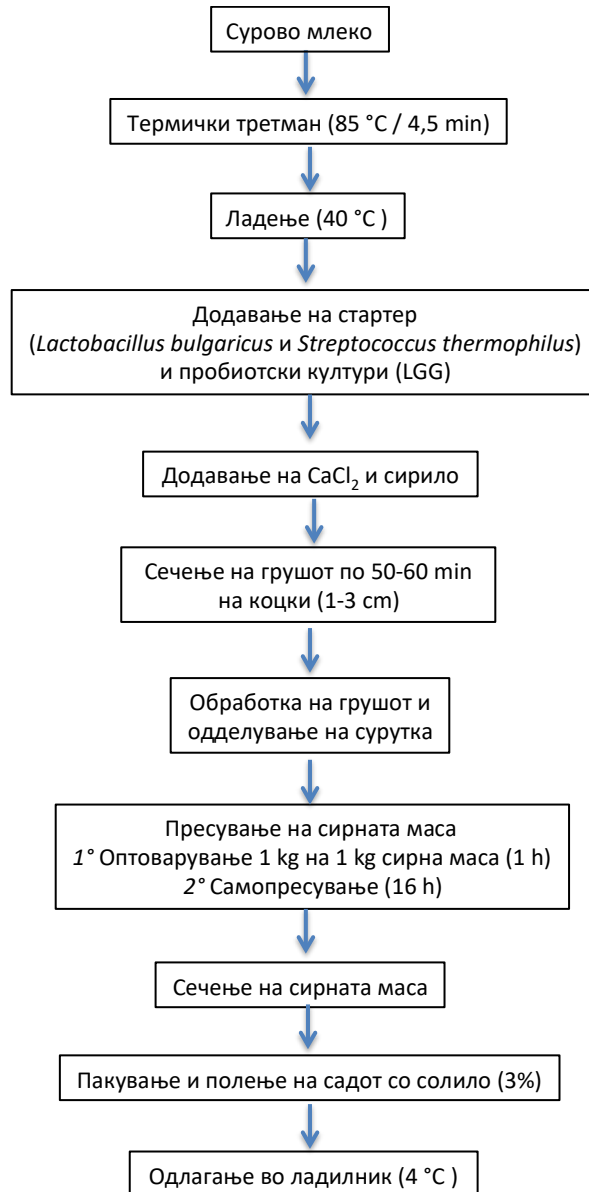 Сурово млеко
Термички третман (85 °C / 4,5 min)
Ладење (40 °C )
Додавање на стартер
(Lactobacillus bulgaricus и Streptococcus thermophilus)
и пробиотски култури (LGG)
Додавање на CaCl₂ и сирило
Сечење на грушот по 50-60 min
на коцки (1-3 cm)
Обработка на грушот и
одделување на сурутка
Пресување на сирната маса
1° Оптоварување 1 kg на 1 kg сирна маса (1 h)
2° Самопресување (16 h)
Сечење на сирната маса
Пакување и полење на садот со солило (3%)
Одлагање во ладилник (4 °C )